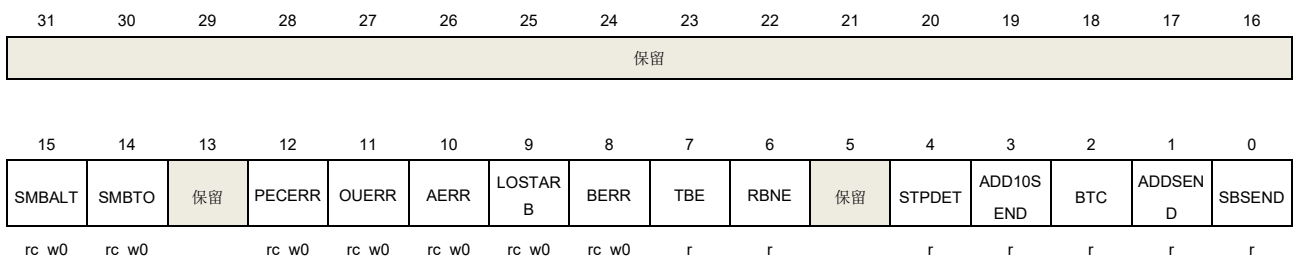 31 30 29 28 27 26 25 24 23 22 21 20 19 18 17 16
保留
15 14 13 12 11 10 9 8 7 6 5 4 3 2 1 0
SMBALT SMBTO 保留 PECERR OUERR AERR LOSTAR BERR TBE RBNE 保留 STPDET ADD10S BTC ADDSEN SBSEND
B END D
rc_w0 rc_w0 rc_w0 rc_w0 rc_w0 rc_w0 rc_w0 r r r r r r r